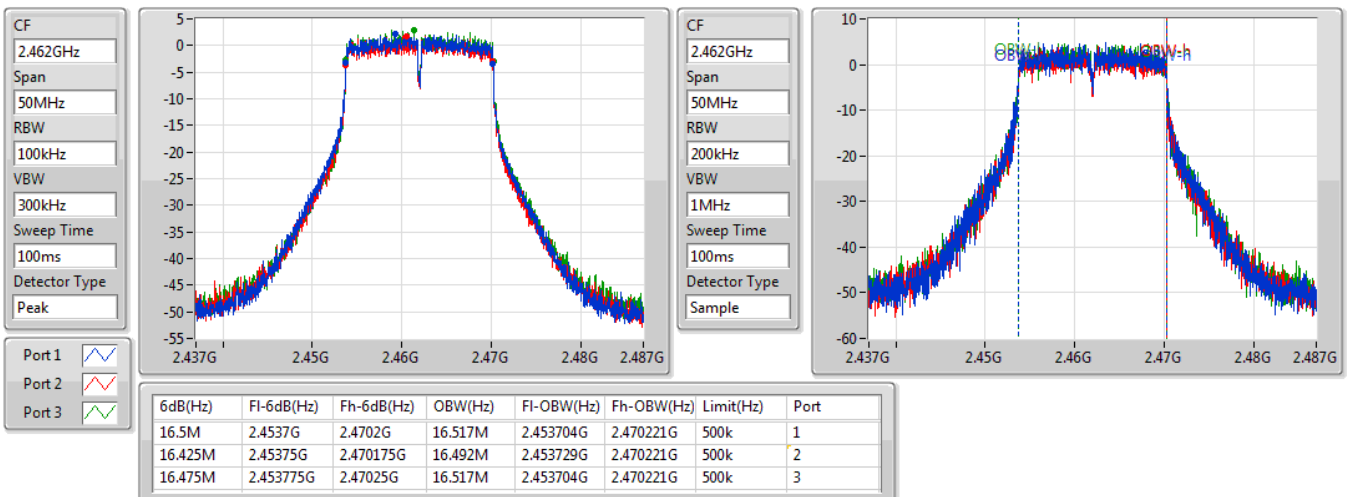 CF
2.462GHz
Span
50MHz
RBW
100kHz
VBW
300kHz
Sweep Time
100ms
Detector Type
Peak
5
0
-5
-10
-15
-20
-25
-30
-35
-40
-45
-50
-55
2.437G 2.45G 2.46G 2.47G 2.48G 2.487G
CF
2.462GHz
Span
50MHz
RBW
200kHz
VBW
1MHz
Sweep Time
100ms
Detector Type
Sample
10
0
-10
-20
-30
-40
-50
-60
OBW OBW-h
2.437G 2.45G 2.46G 2.47G 2.48G 2.487G
Port 1
Port 2
Port 3
6dB(Hz) Fl-6dB(Hz) Fh-6dB(Hz) OBW(Hz) Fl-OBW(Hz) Fh-OBW(Hz) Limit(Hz) Port
16.5M 2.4537G 2.4702G 16.517M 2.453704G 2.470221G 500k 1
16.425M 2.45375G 2.470175G 16.492M 2.453729G 2.470221G 500k 2
16.475M 2.453775G 2.47025G 16.517M 2.453704G 2.470221G 500k 3